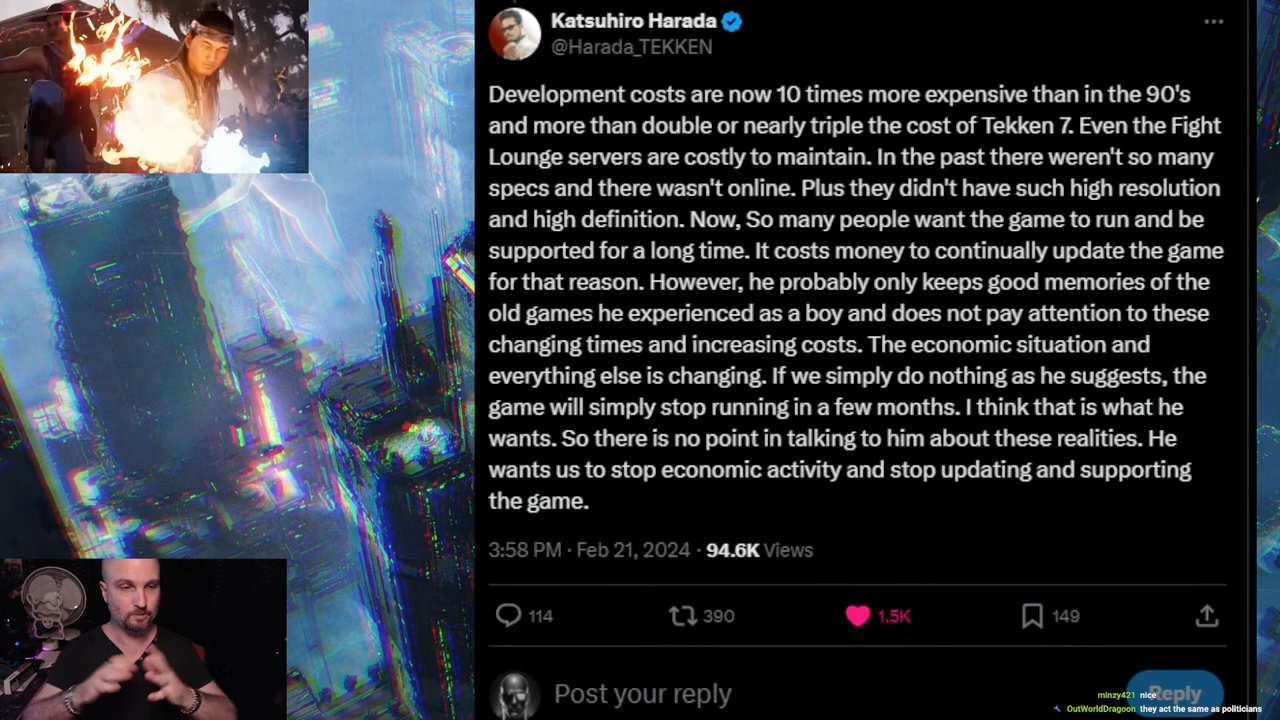 Katsuhiro Harada
@Harada_TEKKEN
Development costs are now 10 times more expensive than in the 90's
and more than double or nearly triple the cost of Tekken 7. Even the Fight
Lounge servers are costly to maintain. In the past there weren't so many
specs and there wasn't online. Plus they didn't have such high resolution
and high definition. Now, So many people want the game to run and be
supported for a long time. It costs money to continually update the game
for that reason. However, he probably only keeps good memories of the
old games he experienced as a boy and does not pay attention to these
changing times and increasing costs. The economic situation and
everything else is changing. If we simply do nothing as he suggests, the
game will simply stop running in a few months. I think that is what he
wants. So there is no point in talking to him about these realities. He
wants us to stop economic activity and stop updating and supporting
the game.
3:58 PM · Feb 21, 2024 · 94.6K Views
114 390 1.5K 149
Post your reply
Reply
minzy421 nice
OutWorldDragoon they act the same as politicians